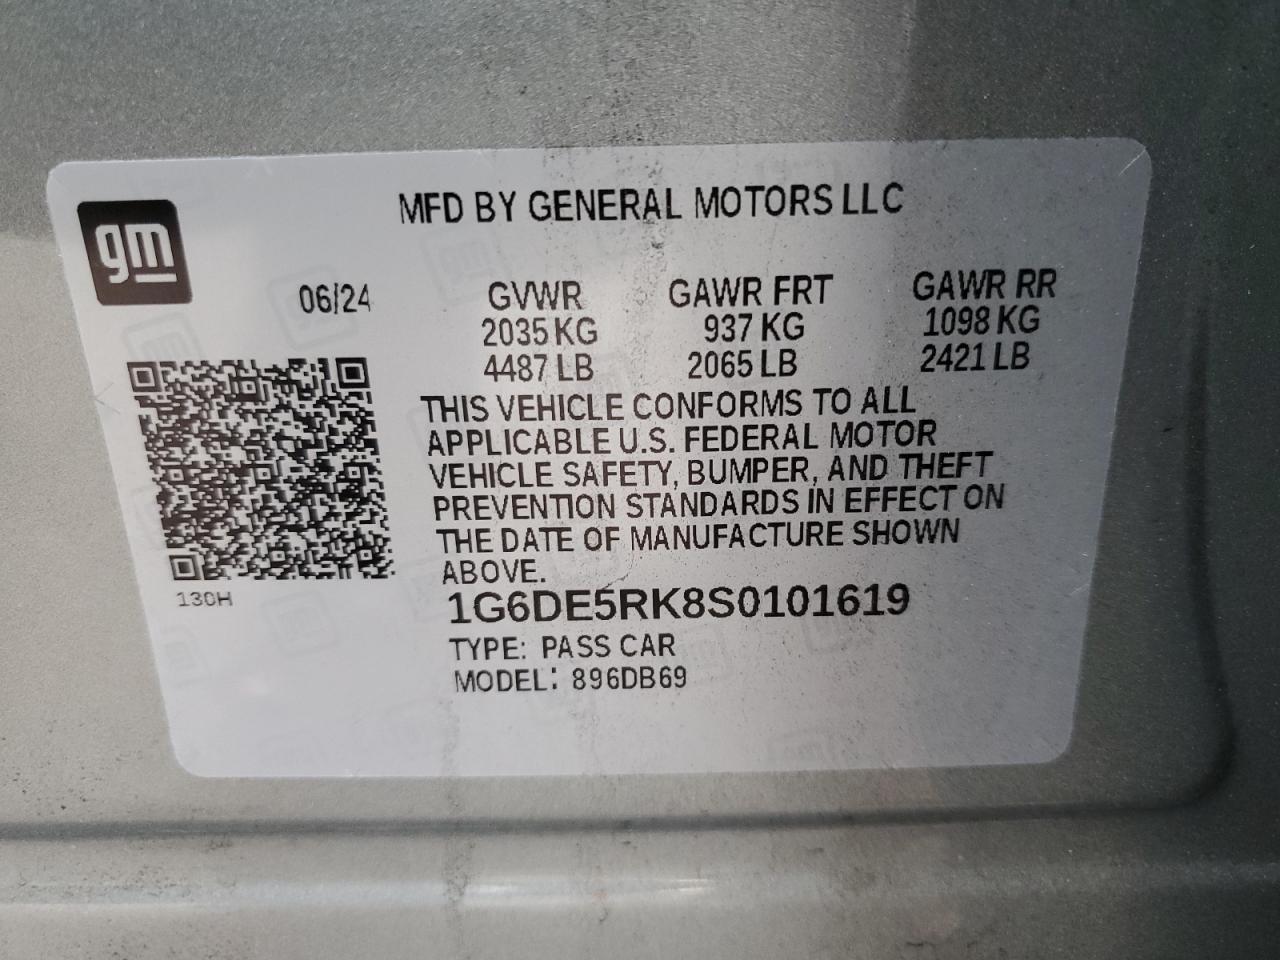 MFD BY GENERAL MOTORS LLC
gm
06/24 GVWR GAWR FRT GAWR RR
2035 KG 937 KG 1098 KG
4487 LB 2065 LB 2421 LB
THIS VEHICLE CONFORMS TO ALL
APPLICABLE U.S. FEDERAL MOTOR
VEHICLE SAFETY, BUMPER, AND THEFT
PREVENTION STANDARDS IN EFFECT ON
THE DATE OF MANUFACTURE SHOWN
ABOVE.
130H
1G6DE5RK8S0101619
TYPE: PASS CAR
MODEL: 896DB69